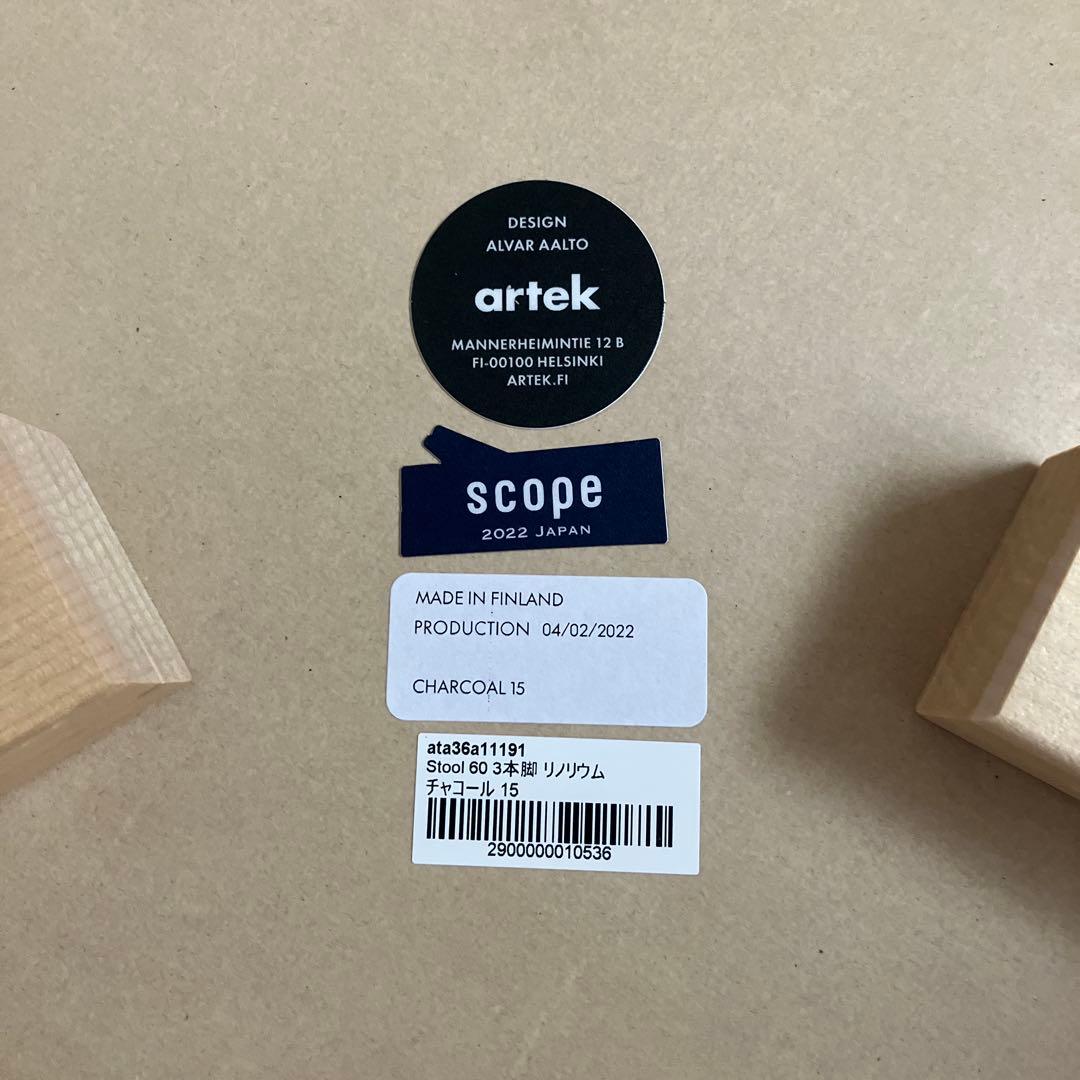 DESIGN
ALVAR AALTO
artek
MANNERHEIMINTIE 12 B
FI-00100 HELSINKI
ARTEK.FI
scope
2022 JAPAN
MADE IN FINLAND
PRODUCTION 04/02/2022
CHARCOAL 15
ata36a11191
Stool 60 3本脚 リノリウム
チャコール 15
2900000010536